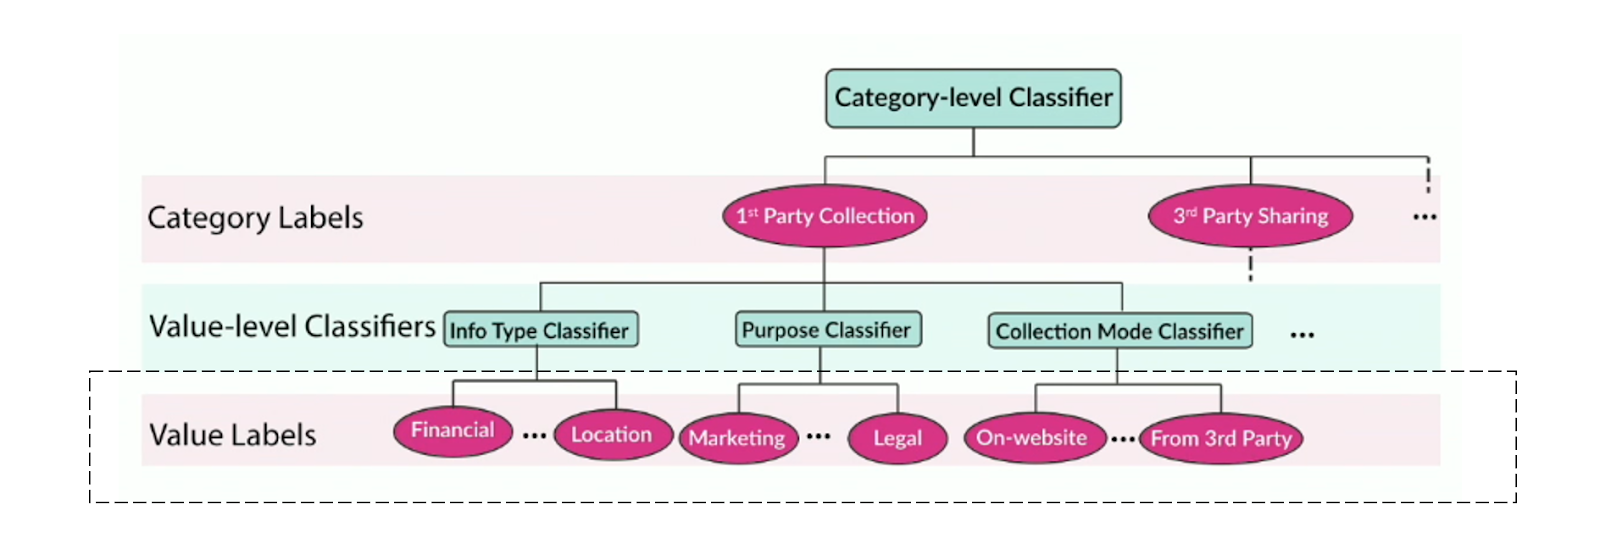 Category-level Classifier
Category Labels
1st Party Collection
3rd Party Sharing
...
Value-level Classifiers
Info Type Classifier
Purpose Classifier
Collection Mode Classifier
...
Value Labels
Financial
...
Location
Marketing
...
Legal
On-website
...
From 3rd Party